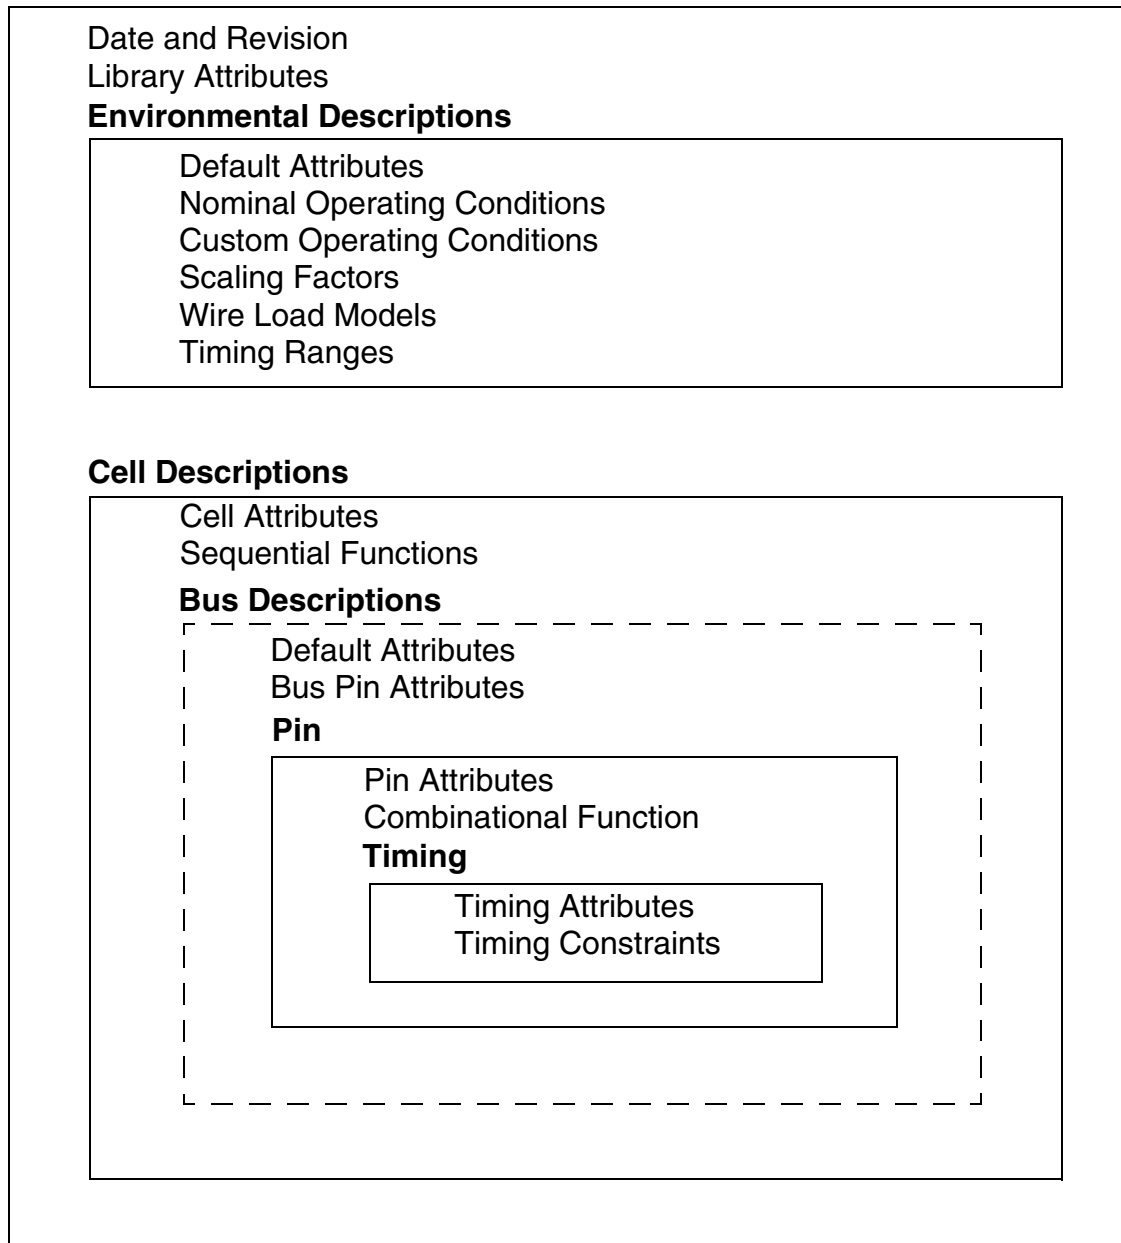 Date and Revision
Library Attributes
Environmental Descriptions
Default Attributes
Nominal Operating Conditions
Custom Operating Conditions
Scaling Factors
Wire Load Models
Timing Ranges
Cell Descriptions
Cell Attributes
Sequential Functions
Bus Descriptions
Default Attributes
Bus Pin Attributes
Pin
Pin Attributes
Combinational Function
Timing
Timing Attributes
Timing Constraints